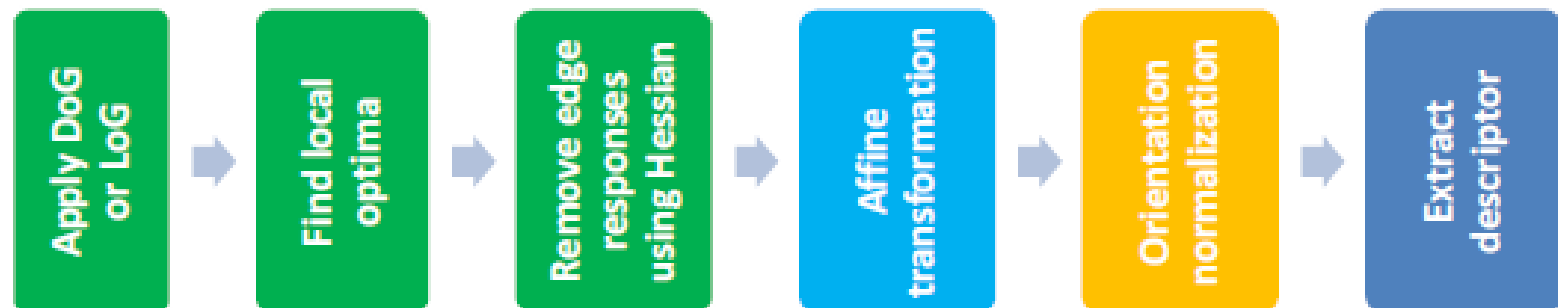 Apply DoG
or LoG
Find local
optima
Remove edge
responses
using Hessian
Affine
transformation
Orientation
normalization
Extract
descriptor